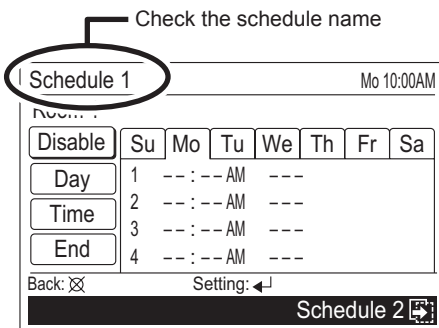 Check the schedule name
Schedule 1 Mo 10:00AM
Disable Su Mo Tu We Th Fr Sa
Day 1 --:--AM ---
Time 2 --:--AM ---
3 --:--AM ---
End 4 --:--AM ---
Back: Setting:
Schedule 2